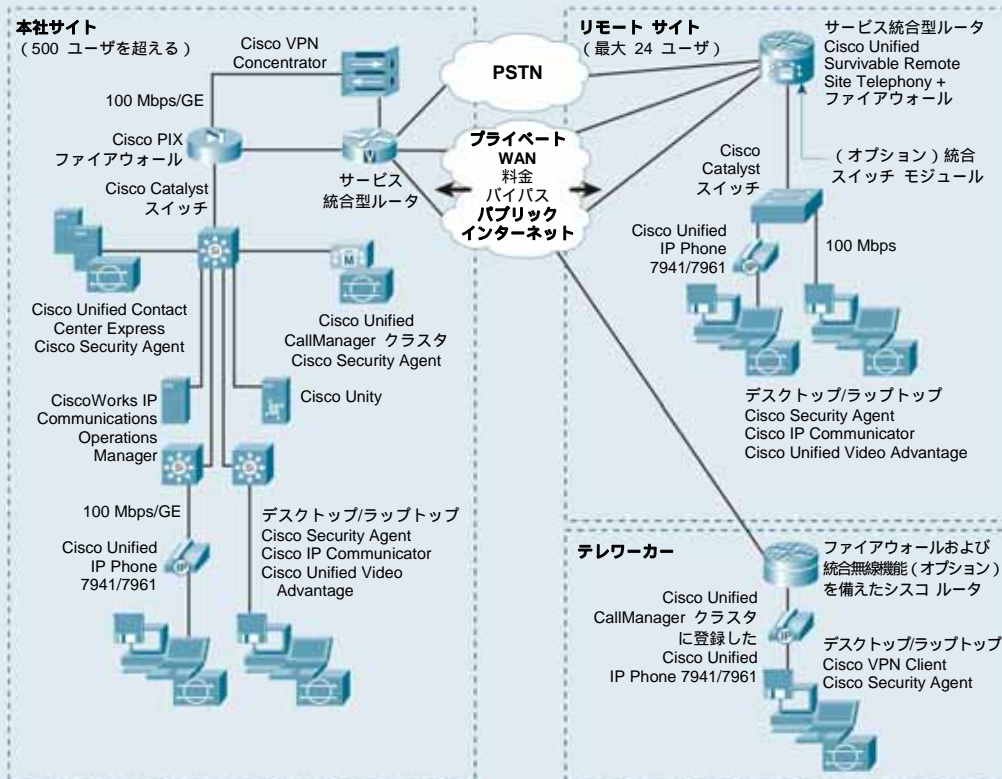 本社サイト
(500 ユーザを超える)
Cisco VPN
Concentrator
100 Mbps/GE
Cisco PIX
ファイアウォール
サービス
統合型ルータ
Cisco Catalyst
スイッチ
Cisco Unified Contact
Center Express
Cisco Security Agent
Cisco Unified
CallManager クラスタ
Cisco Security Agent
CiscoWorks IP
Communications
Operations
Manager
Cisco Unity
100 Mbps/GE
Cisco Unified
IP Phone
7941/7961
デスクトップ/ラップトップ
Cisco Security Agent
Cisco IP Communicator
Cisco Unified Video
Advantage
PSTN
プライベート
WAN
料金
バイパス
パブリック
インターネット
リモート サイト
(最大 24 ユーザ)
サービス統合型ルータ
Cisco Unified
Survivable Remote
Site Telephony +
ファイアウォール
(オプション)統合
スイッチ モジュール
Cisco
Catalyst
スイッチ
Cisco Unified
IP Phone
7941/7961
100 Mbps
デスクトップ/ラップトップ
Cisco Security Agent
Cisco IP Communicator
Cisco Unified Video Advantage
テレワーカー
ファイアウォールおよび
統合無線機能(オプション)
を備えたシスコ ルータ
Cisco Unified
CallManager クラスタ
に登録した
Cisco Unified
IP Phone 7941/7961
デスクトップ/ラップトップ
Cisco VPN Client
Cisco Security Agent
V
Si
M
Si
Si
IP
IP
IP